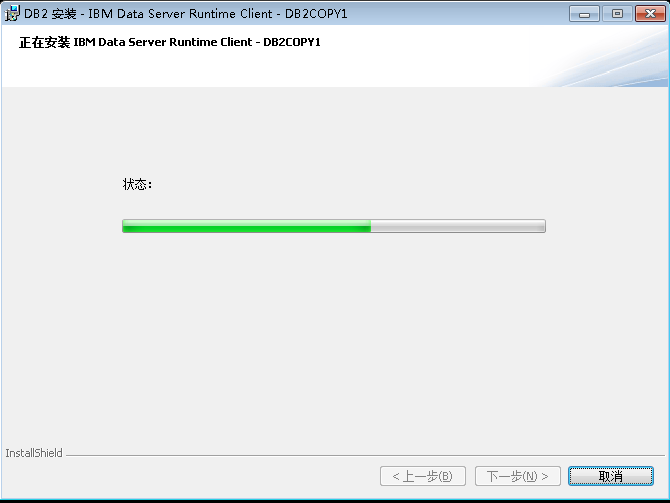 DB2 安装 - IBM Data Server Runtime Client - DB2COPY1
正在安装 IBM Data Server Runtime Client - DB2COPY1
状态：
InstallShield
< 上一步(B)
下一步(N) >
取消